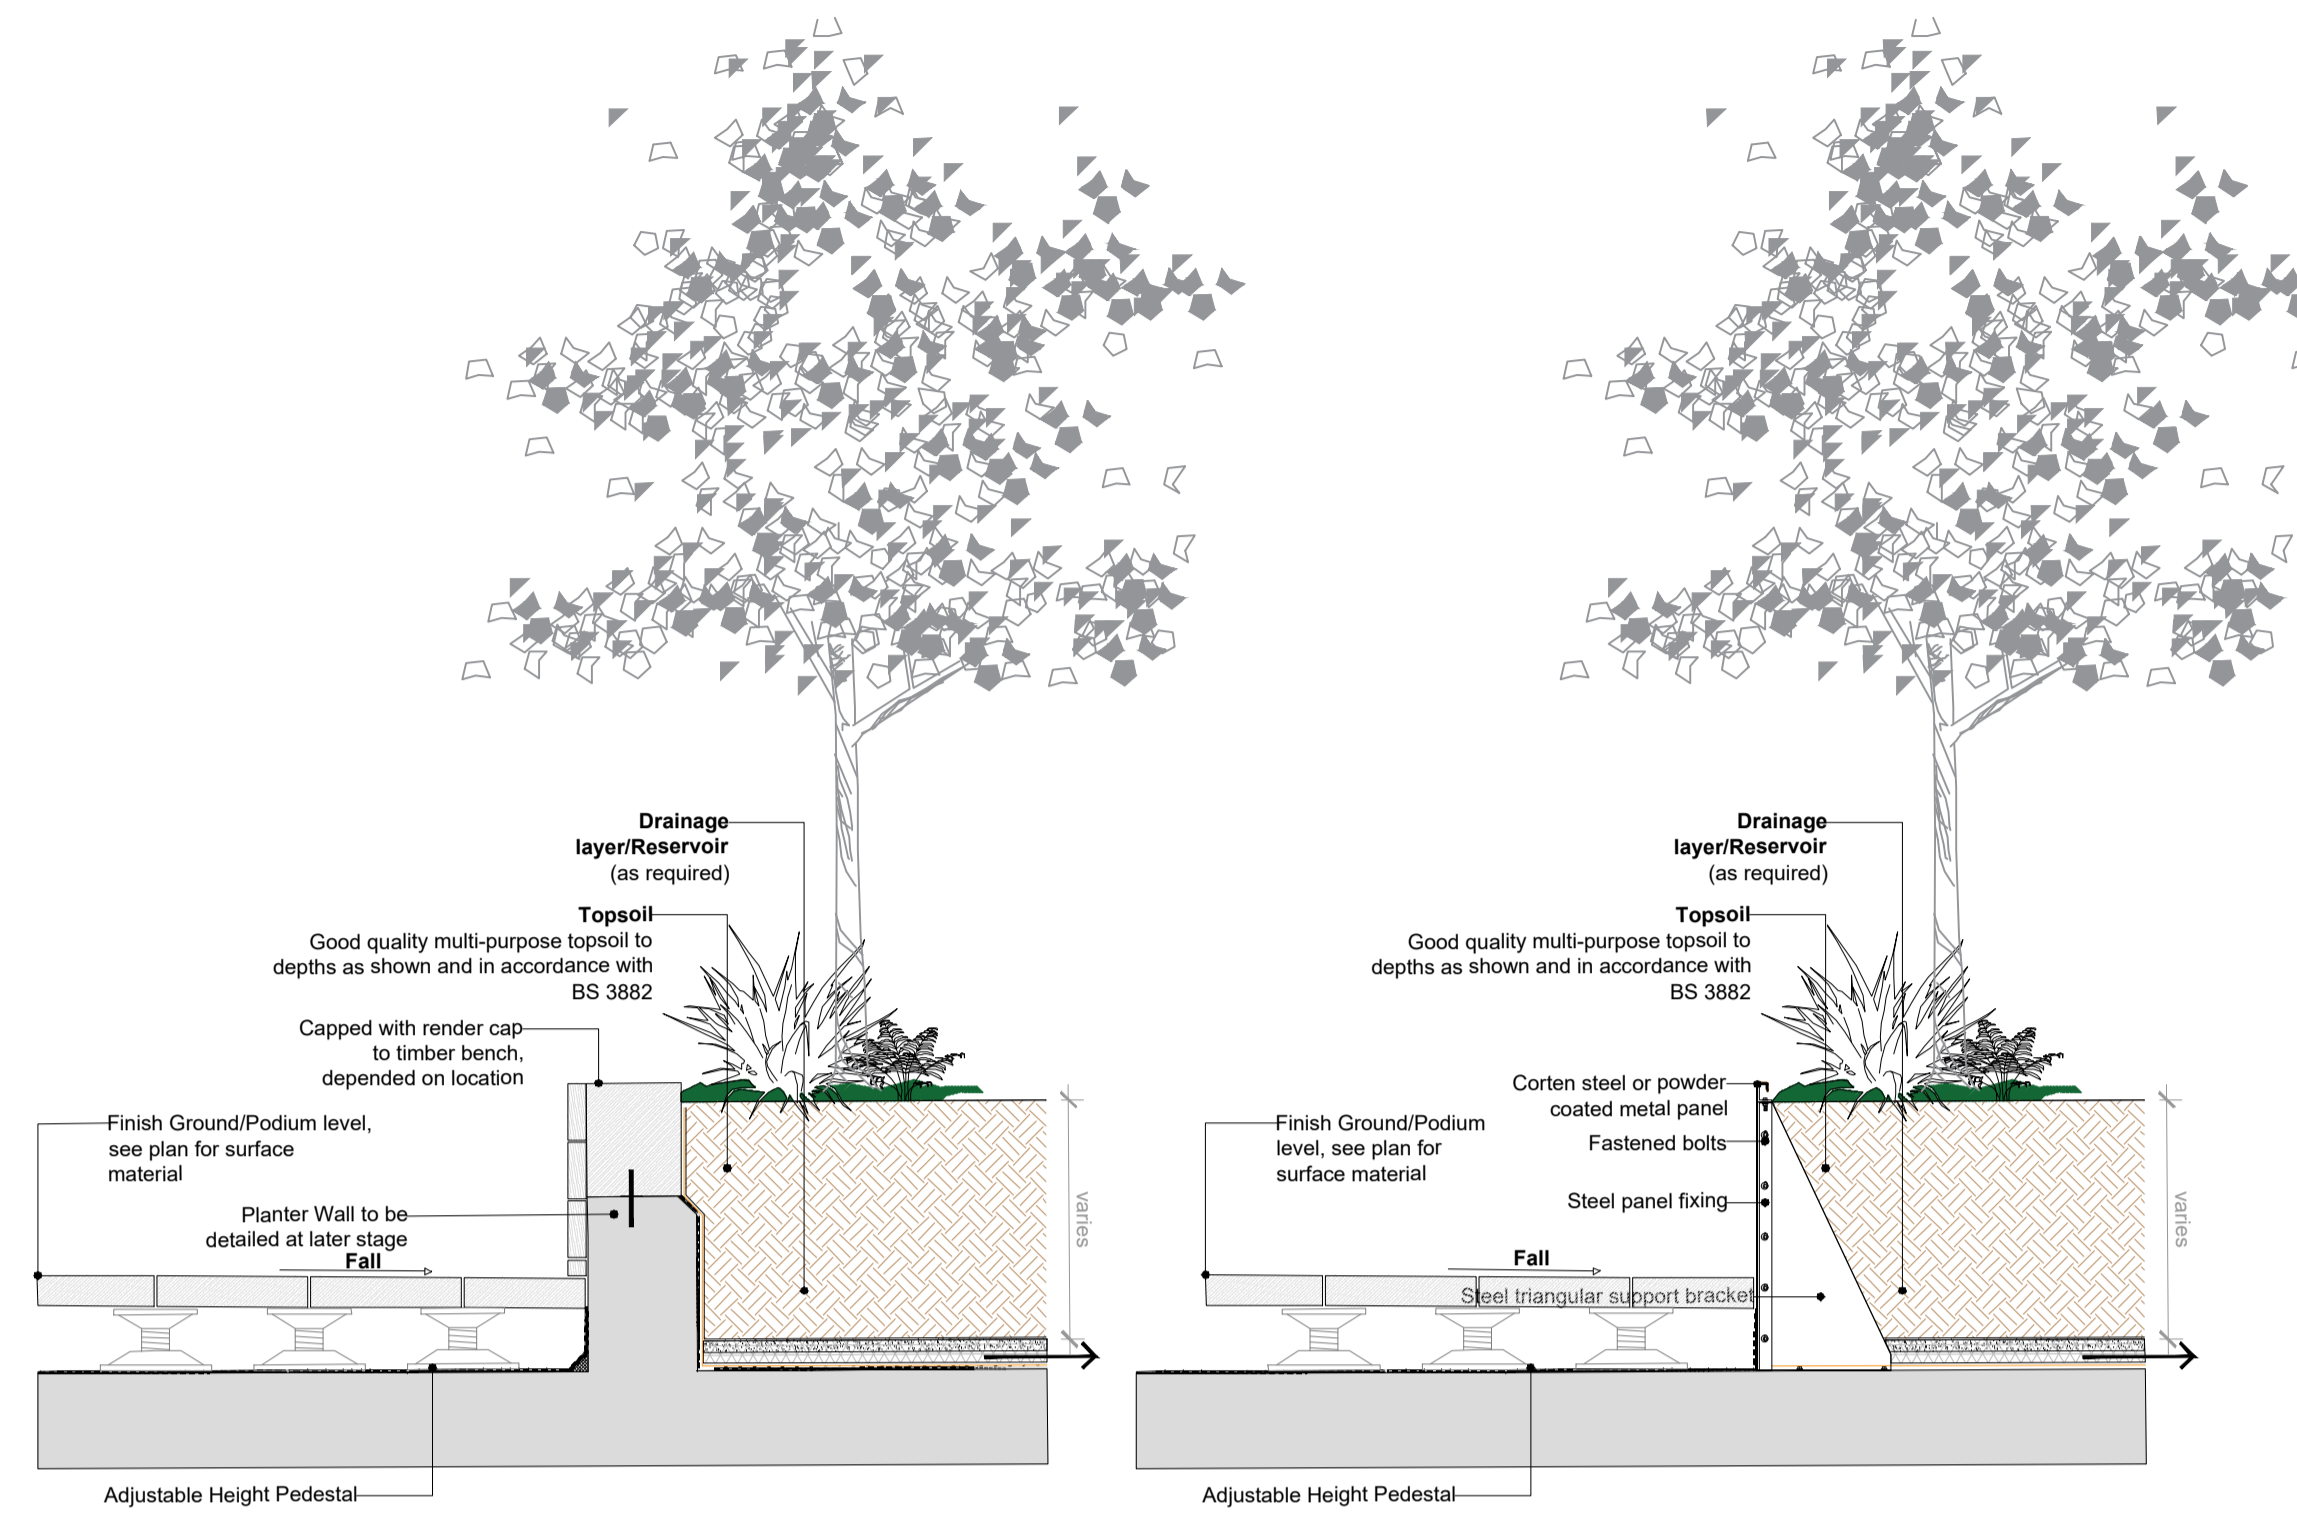 Drainage
layer/Reservoir
(as required)
Topsoil
Good quality multi-purpose topsoil to
depths as shown and in accordance with
BS 3882
Capped with render cap
to timber bench,
depended on location
Finish Ground/Podium level,
see plan for surface
material
Planter Wall to be
detailed at later stage
Fall
varies
Adjustable Height Pedestal
Drainage
layer/Reservoir
(as required)
Topsoil
Good quality multi-purpose topsoil to
depths as shown and in accordance with
BS 3882
Corten steel or powder
coated metal panel
Finish Ground/Podium
level, see plan for
surface material
Fastened bolts
Steel panel fixing
Fall
Steel triangular support bracket
varies
Adjustable Height Pedestal